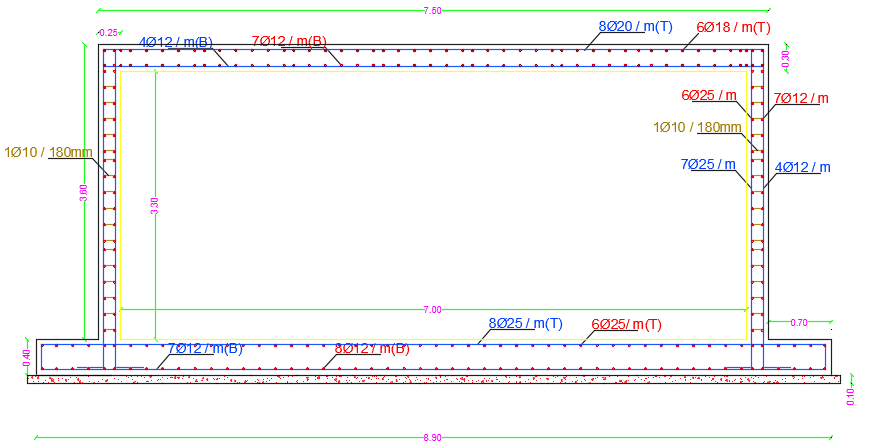 7.50
8Ø20 / m(T)
6Ø18 / m(T)
0.25
4Ø12 / m(B)
7Ø12 / m(B)
0.30
6Ø25 / m
7Ø12 / m
1Ø10 / 180mm
1Ø10 / 180mm
7Ø25 / m
4Ø12 / m
3.60
3.30
7.00
0.70
8Ø25 / m(T)
6Ø25/ m(T)
0.40
7Ø12 / m(B)
8Ø12 / m(B)
0.10
8.90